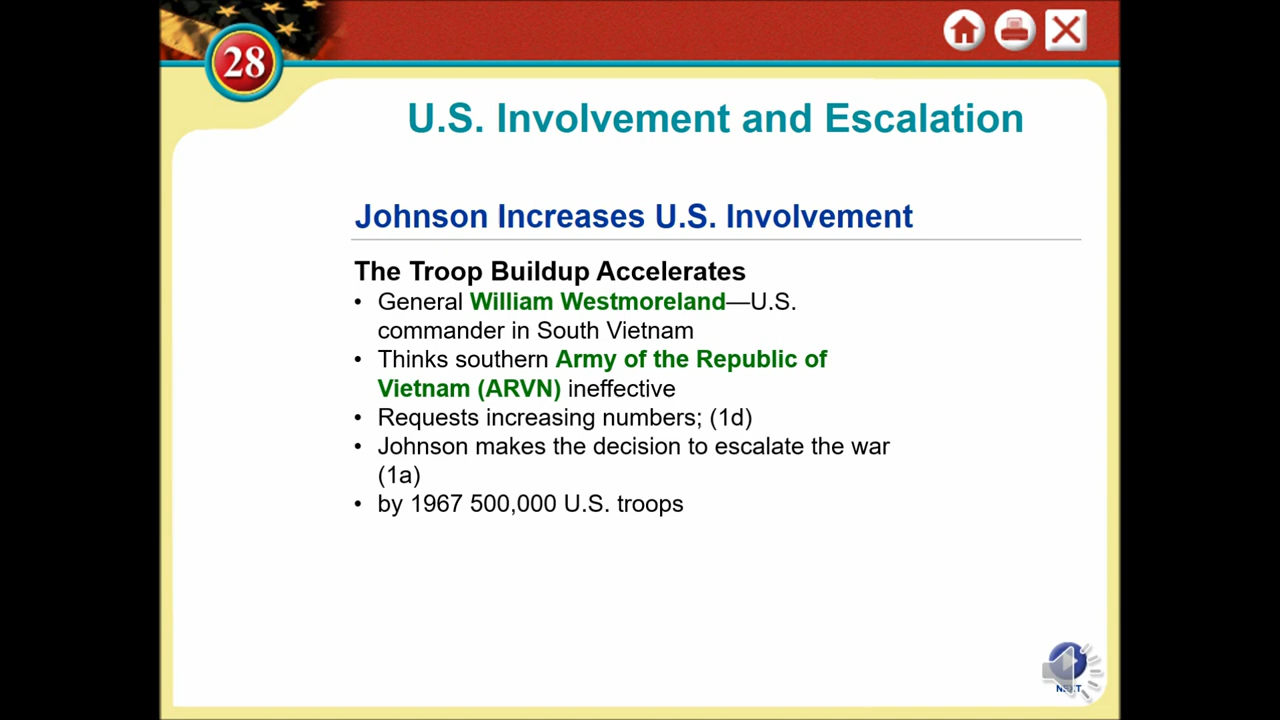 28
U.S. Involvement and Escalation
Johnson Increases U.S. Involvement
The Troop Buildup Accelerates
• General William Westmoreland—U.S.
commander in South Vietnam
• Thinks southern Army of the Republic of
Vietnam (ARVN) ineffective
• Requests increasing numbers; (1d)
• Johnson makes the decision to escalate the war
(1a)
• by 1967 500,000 U.S. troops
NEXT